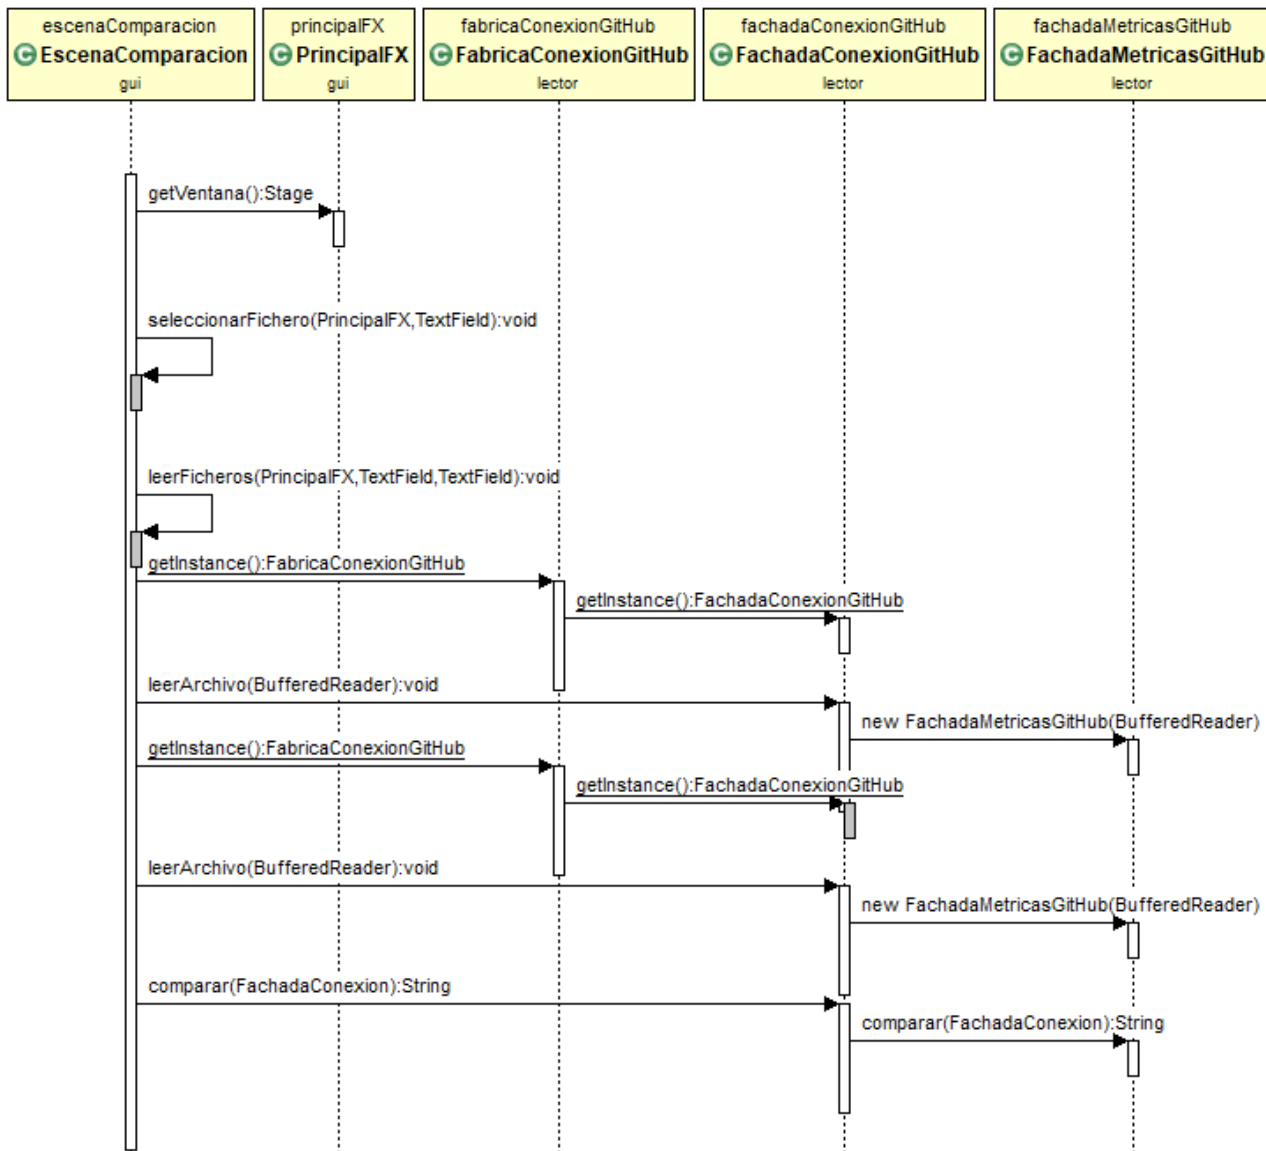 escenaComparacion
EscenaComparacion
gui
principalFX
PrincipalFX
gui
fabricaConexionGitHub
FabricaConexionGitHub
lector
fachadaConexionGitHub
FachadaConexionGitHub
lector
fachadaMetricasGitHub
FachadaMetricasGitHub
lector
getVentana():Stage
seleccionarFichero(PrincipalFX,TextField):void
leerFicheros(PrincipalFX,TextField,TextField):void
getInstance():FabricaConexionGitHub
getInstance():FachadaConexionGitHub
leerArchivo(BufferedReader):void
new FachadaMetricasGitHub(BufferedReader)
getInstance():FabricaConexionGitHub
getInstance():FachadaConexionGitHub
leerArchivo(BufferedReader):void
new FachadaMetricasGitHub(BufferedReader)
comparar(FachadaConexion):String
comparar(FachadaConexion):String